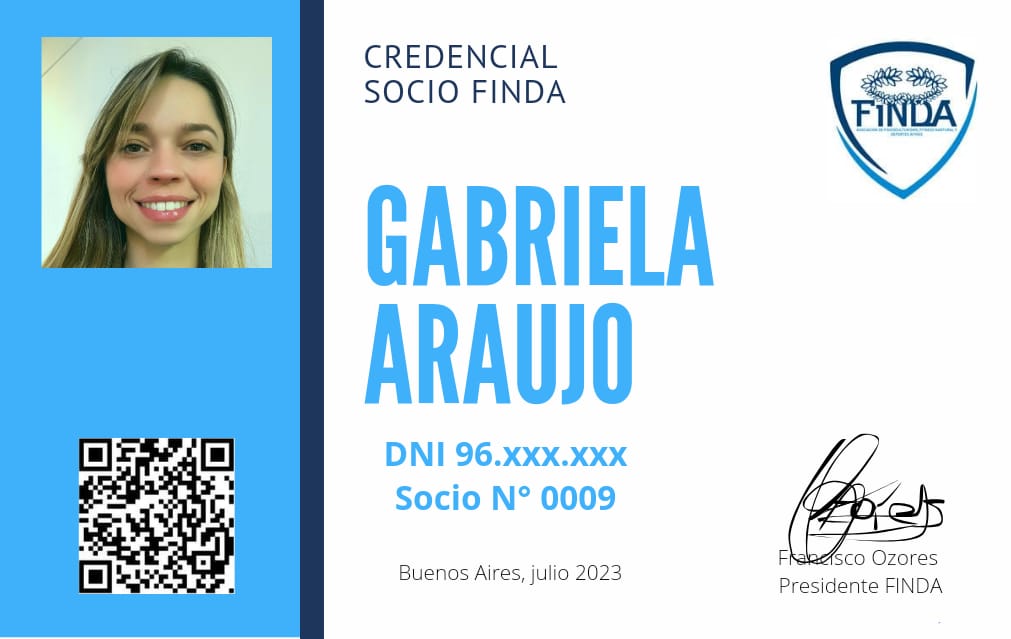 CREDENCIAL
SOCIO FINDA
FiNDA
GABRIELA
ARAUJO
DNI 96.xxx.xxx
Socio N° 0009
Buenos Aires, julio 2023
Francisco Ozores
Presidente FINDA